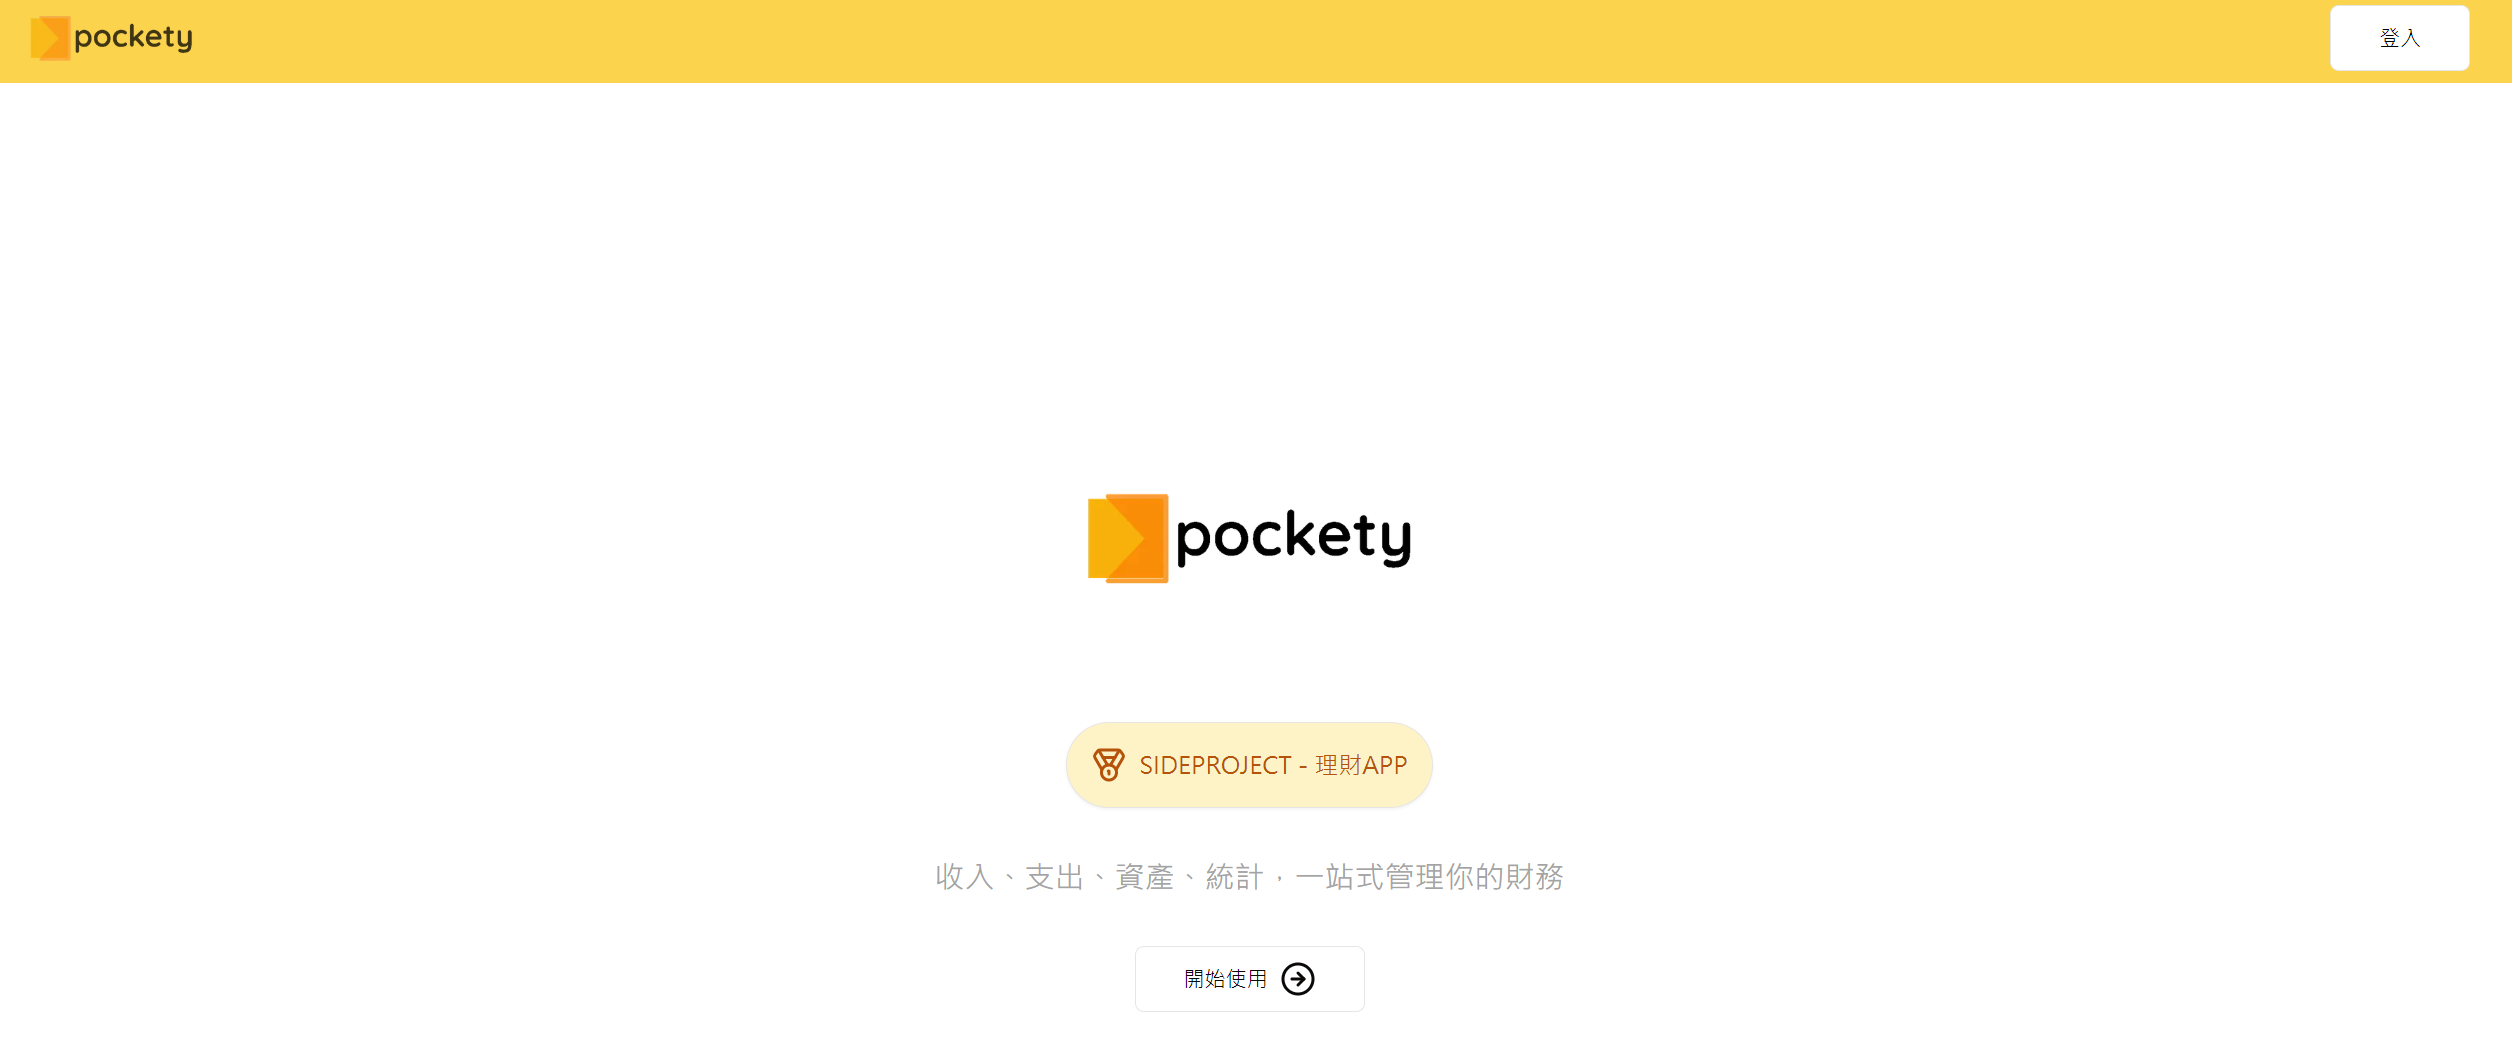 pockety
登入
pockety
SIDEPROJECT - 理財APP
收入、支出、資產、統計，一站式管理你的財務
開始使用